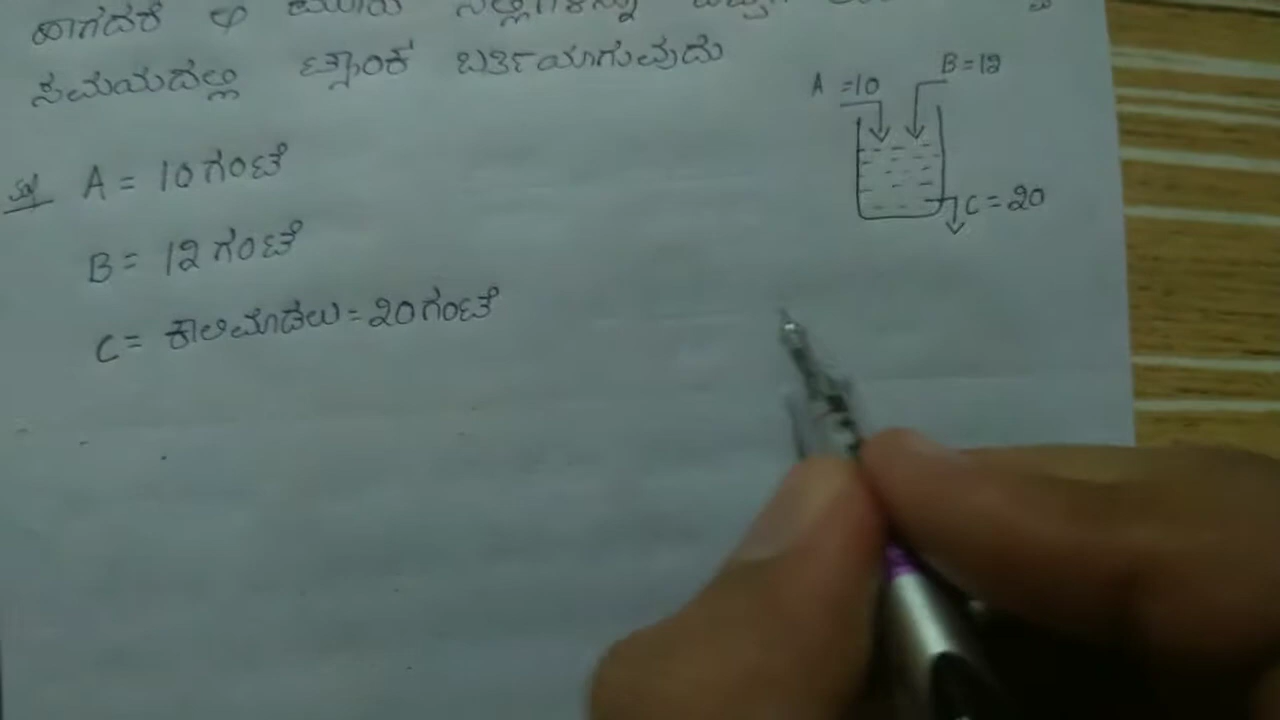 ಹಾಗಾದರೆ ಈ ಮೂರು
ಸಮಯದಲ್ಲಿ ಟ್ಯಾಂಕ ಬರ್ತಿಯಾಗುವುದು
A =10
B=12
C=20
A = 10 ಗಂಟೆ
B = 12 ಗಂಟೆ
C = ಕಾಲಿಮಾಡಲು = 20 ಗಂಟೆ